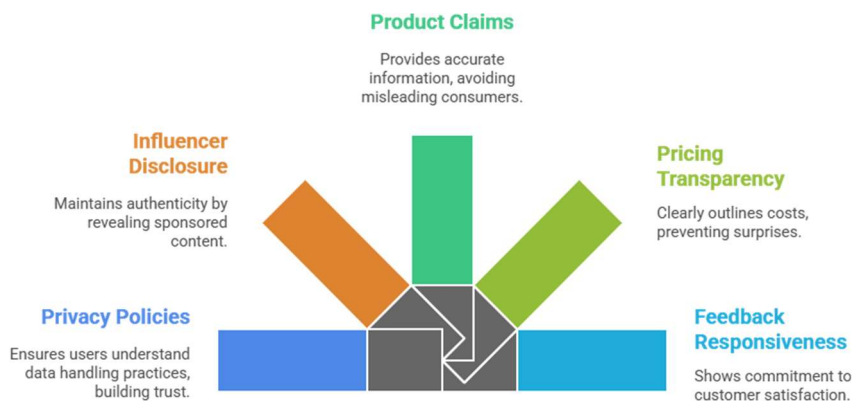 Product Claims
Provides accurate
information, avoiding
misleading consumers.
Influencer
Disclosure
Maintains authenticity by
revealing sponsored
content.
Pricing
Transparency
Clearly outlines costs,
preventing surprises.
Privacy Policies
Ensures users understand
data handling practices,
building trust.
Feedback
Responsiveness
Shows commitment to
customer satisfaction.